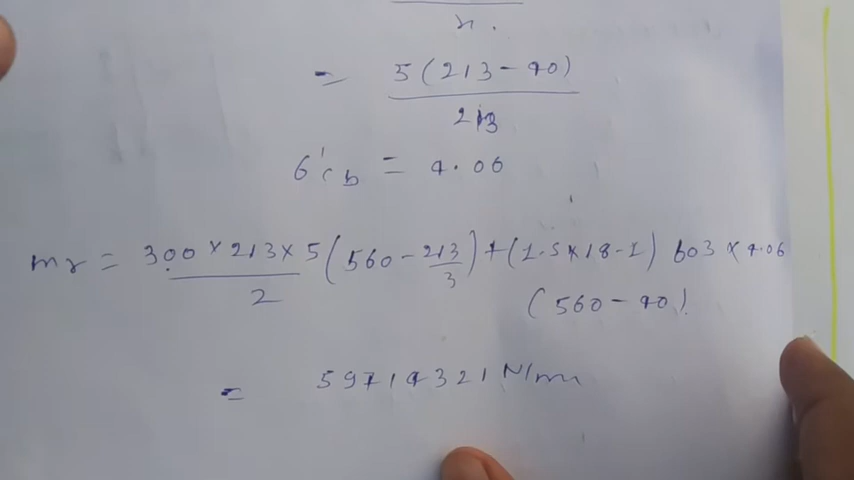 n.
= 5(213-40)
213
6'cb = 4.06
mr = 300×213×5(560-213/3)+(1.5×18-1) 603×4.06
2
(560-40)
= 59714321 N/mm